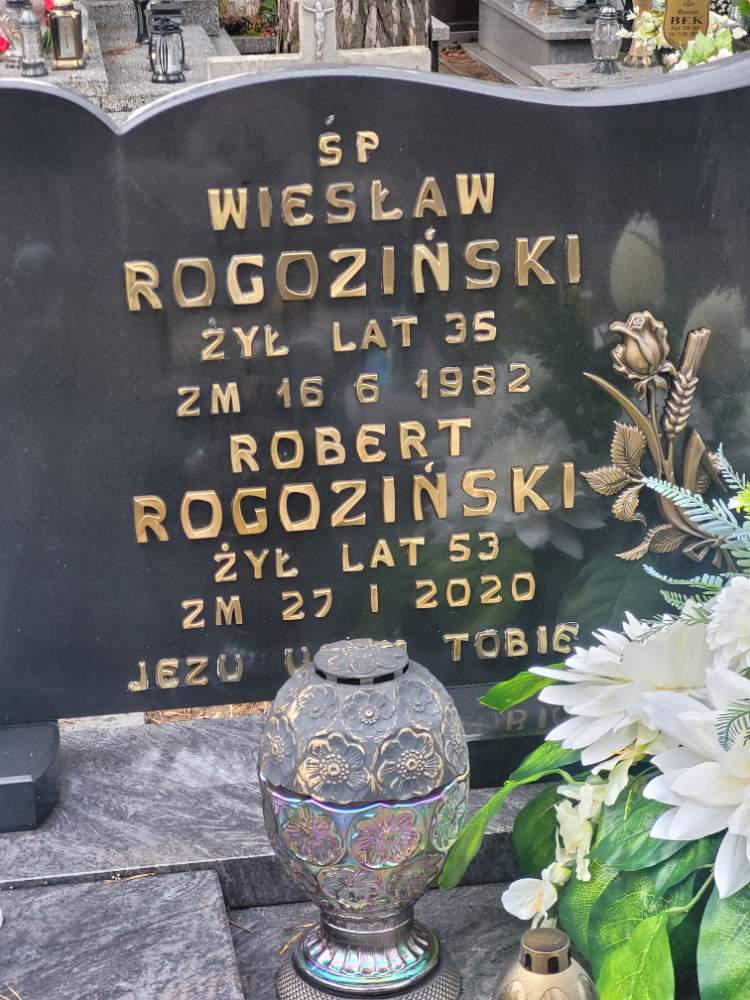 BEK
ŚP
WIESŁAW
ROGOZIŃSKI
ŻYŁ LAT 35
ZM 16 6 1982
ROBERT
ROGOZIŃSKI
ŻYŁ LAT 53
ZM 27 I 2020
JEZU TOBIE